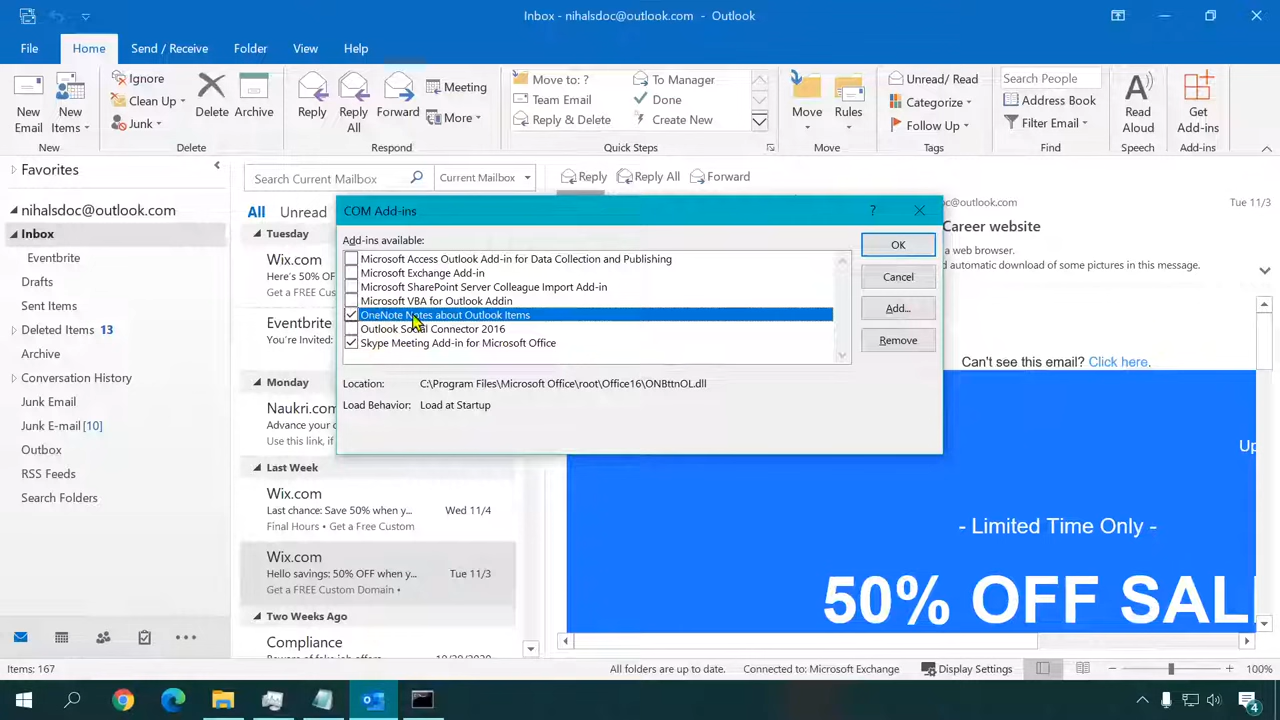 Inbox - nihalsdoc@outlook.com - Outlook
File Home Send / Receive Folder View Help
New Email
New Items
Ignore
Clean Up
Junk
Delete
Archive
Reply
Reply All
Forward
Meeting
More
Move to: ?
Team Email
Reply & Delete
To Manager
Done
Create New
Move
Rules
Unread/ Read
Categorize
Follow Up
Search People
Address Book
Filter Email
Read Aloud
Get Add-ins
New Delete Respond Quick Steps Move Tags Find Speech Add-ins
Favorites
nihalsdoc@outlook.com
Inbox
Eventbrite
Drafts
Sent Items
Deleted Items 13
Conversation History
Junk Email
Junk E-mail [10]
Archive
Outbox
RSS Feeds
Search Folders
Search Current Mailbox
Current Mailbox
All Unread
Tuesday
Wix.com
Here's 50% OF
Get a FREE Cus
Eventbrite
You're Invited:
Monday
Naukri.com
Advance your c
Use this link, if
Last Week
Wix.com
Last chance: Save 50% when y... Wed 11/4
Final Hours • Get a Free Custom
Wix.com
Hello savings: 50% OFF when y... Tue 11/3
Get a FREE Custom Domain •
Two Weeks Ago
Compliance
Beware of fake job offers 10/29/2020
Reply Reply All Forward
oc@outlook.com Tue 11/3
Career website
a web browser.
d automatic download of some pictures in this message.
Can't see this email? Click here.
Up
- Limited Time Only -
50% OFF SAL
COM Add-ins
?
Add-ins available:
Microsoft Access Outlook Add-in for Data Collection and Publishing
Microsoft Exchange Add-in
Microsoft SharePoint Server Colleague Import Add-in
Microsoft VBA for Outlook Addin
OneNote Notes about Outlook Items
Outlook Social Connector 2016
Skype Meeting Add-in for Microsoft Office
OK
Cancel
Add...
Remove
Location: C:\Program Files\Microsoft Office\root\Office16\ONBttnOL.dll
Load Behavior: Load at Startup
Items: 167 All folders are up to date. Connected to: Microsoft Exchange Display Settings 100%
4